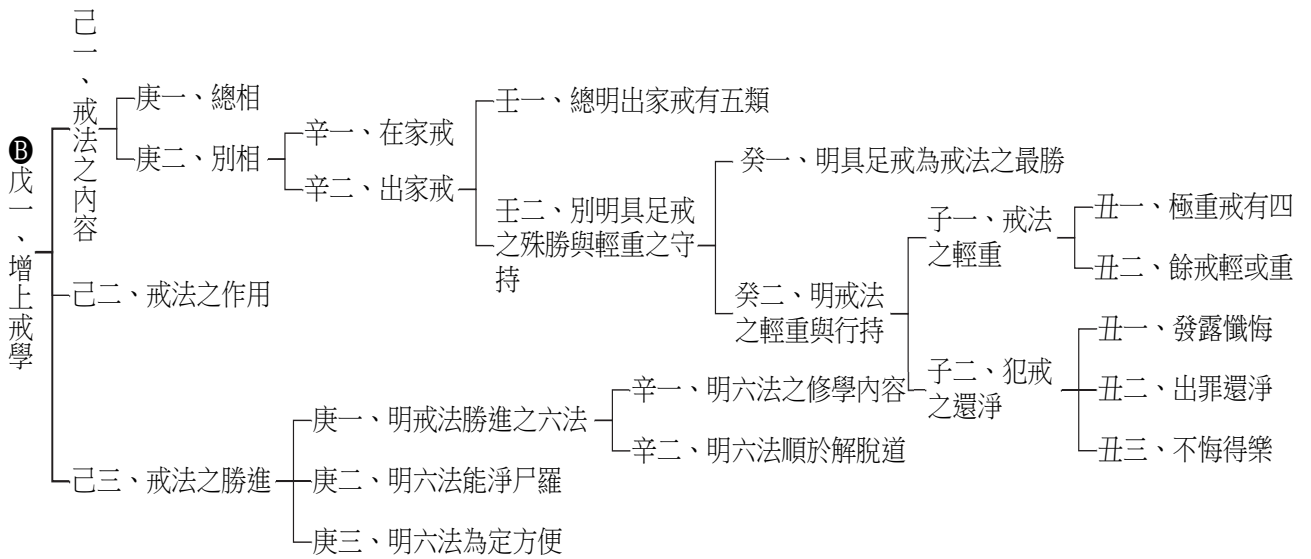 🅑戊一、增上戒學
己一、戒法之內容
庚一、總相
庚二、別相
辛一、在家戒
辛二、出家戒
壬一、總明出家戒有五類
壬二、別明具足戒
之殊勝與輕重之守
持
癸一、明具足戒為戒法之最勝
癸二、明戒法
之輕重與行持
子一、戒法
之輕重
丑一、極重戒有四
丑二、餘戒輕或重
子二、犯戒
之還淨
丑一、發露懺悔
丑二、出罪還淨
丑三、不悔得樂
己二、戒法之作用
己三、戒法之勝進
庚一、明戒法勝進之六法
辛一、明六法之修學內容
辛二、明六法順於解脫道
庚二、明六法能淨尸羅
庚三、明六法為定方便